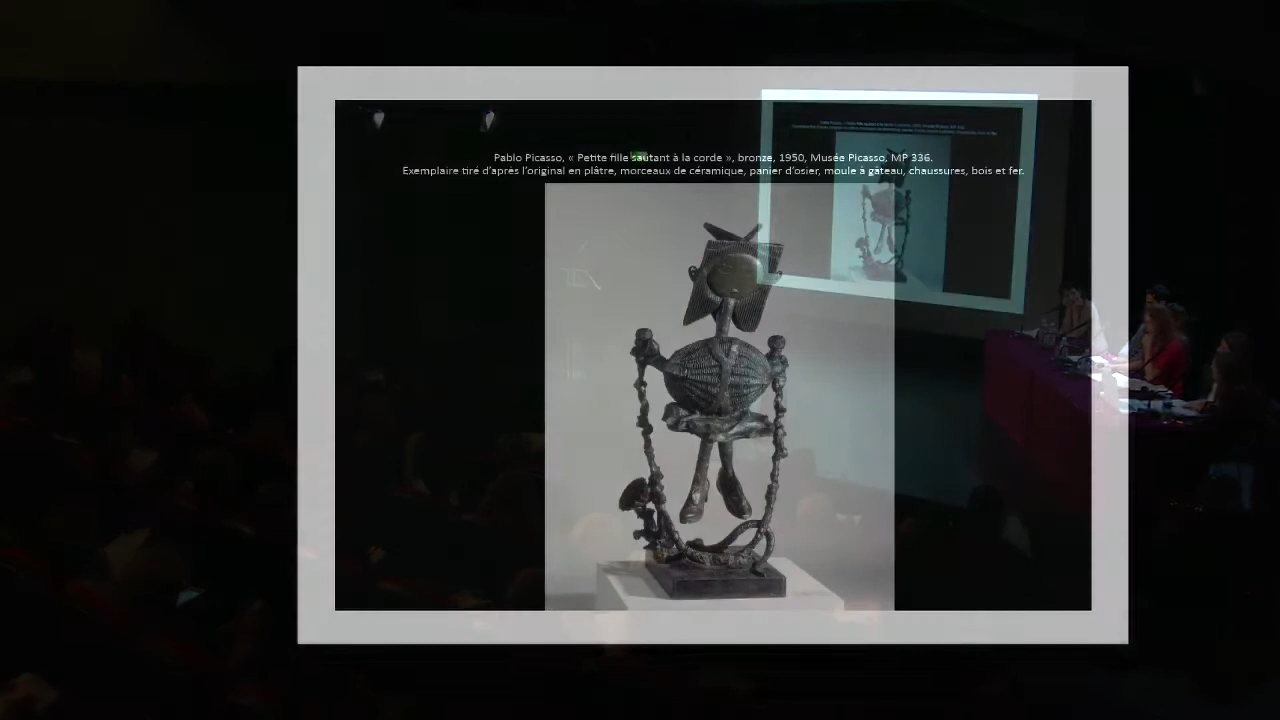 Pablo Picasso, « Petite fille sautant à la corde », bronze, 1950, Musée Picasso, MP 336.
Exemplaire tiré d'après l'original en plâtre, morceaux de céramique, panier d'osier, moule à gâteau, chaussures, bois et fer.